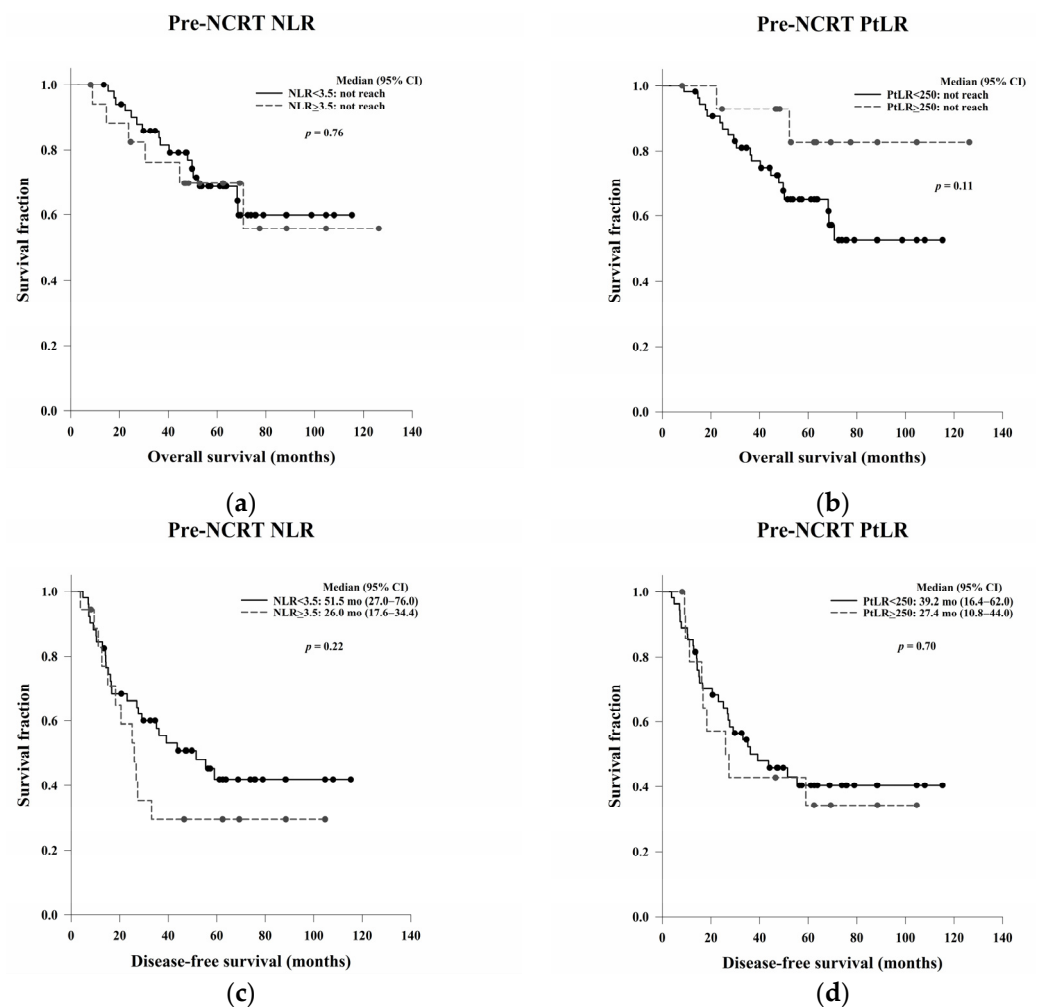 Pre-NCRT NLR
Median (95% CI)
NLR<3.5: not reach
NLR≥3.5: not reach
p = 0.76
1.0
0.8
0.6
0.4
0.2
0.0
Survival fraction
0 20 40 60 80 100 120 140
Overall survival (months)
(a)
Pre-NCRT PtLR
Median (95% CI)
PtLR<250: not reach
PtLR≥250: not reach
p = 0.11
1.0
0.8
0.6
0.4
0.2
0.0
Survival fraction
0 20 40 60 80 100 120 140
Overall survival (months)
(b)
Pre-NCRT NLR
Median (95% CI)
NLR<3.5: 51.5 mo (27.0–76.0)
NLR≥3.5: 26.0 mo (17.6–34.4)
p = 0.22
1.0
0.8
0.6
0.4
0.2
0.0
Survival fraction
0 20 40 60 80 100 120 140
Disease-free survival (months)
(c)
Pre-NCRT PtLR
Median (95% CI)
PtLR<250: 39.2 mo (16.4–62.0)
PtLR≥250: 27.4 mo (10.8–44.0)
p = 0.70
1.0
0.8
0.6
0.4
0.2
0.0
Survival fraction
0 20 40 60 80 100 120 140
Disease-free survival (months)
(d)